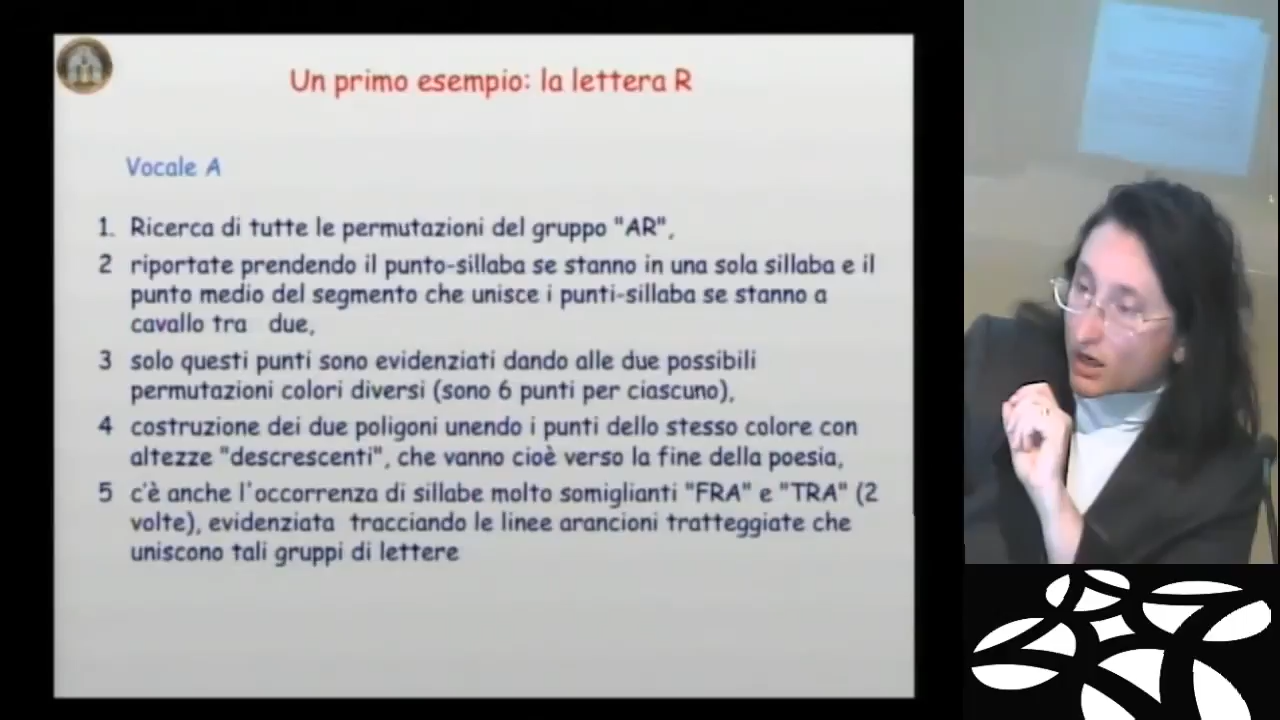 Un primo esempio: la lettera R
Vocale A
1. Ricerca di tutte le permutazioni del gruppo "AR",
2 riportate prendendo il punto-sillaba se stanno in una sola sillaba e il
punto medio del segmento che unisce i punti-sillaba se stanno a
cavallo tra due,
3 solo questi punti sono evidenziati dando alle due possibili
permutazioni colori diversi (sono 6 punti per ciascuno),
4 costruzione dei due poligoni unendo i punti dello stesso colore con
altezze "descrescenti", che vanno cioè verso la fine della poesia,
5 c'è anche l'occorrenza di sillabe molto somiglianti "FRA" e "TRA" (2
volte), evidenziata tracciando le linee arancioni tratteggiate che
uniscono tali gruppi di lettere